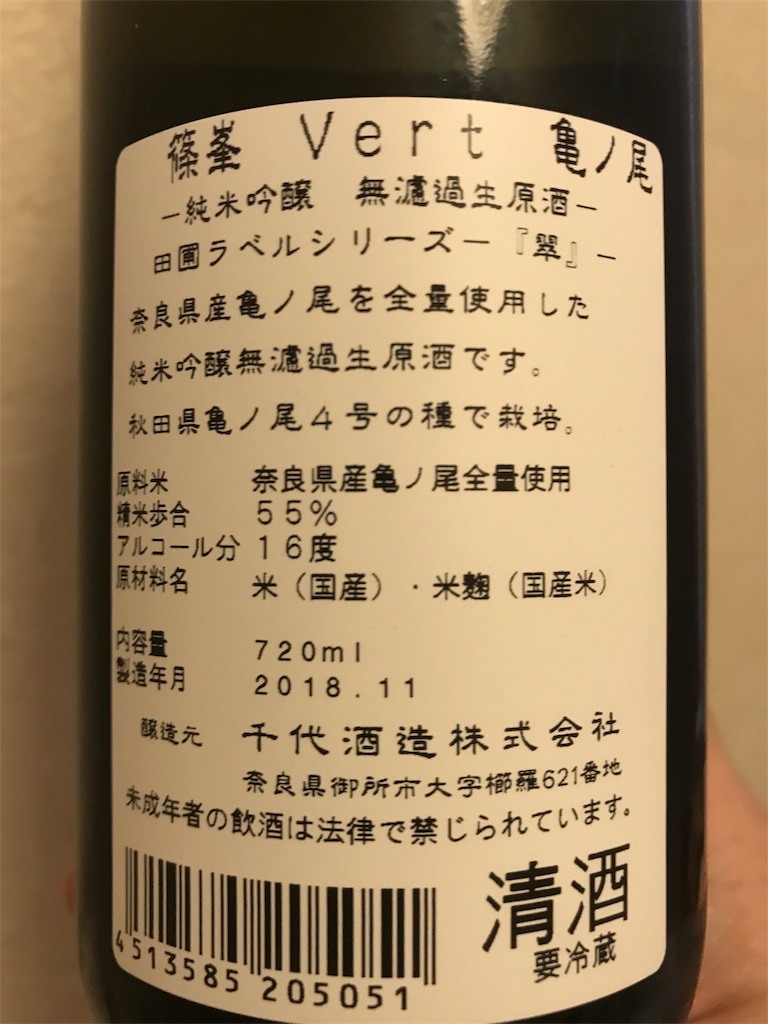 篠峯 Vert 亀ノ尾
－純米吟醸 無濾過生原酒－
田圃ラベルシリーズー『翠』－
奈良県産亀ノ尾を全量使用した
純米吟醸無濾過生原酒です。
秋田県亀ノ尾４号の種で栽培。
原料米 奈良県産亀ノ尾全量使用
精米歩合 ５５％
アルコール分 １６度
原材料名 米（国産）・米麹（国産米）
内容量 720ml
製造年月 2018.11
醸造元 千代酒造株式会社
奈良県御所市大字櫛羅621番地
未成年者の飲酒は法律で禁じられています。
清酒
要冷蔵
4 513585 205051